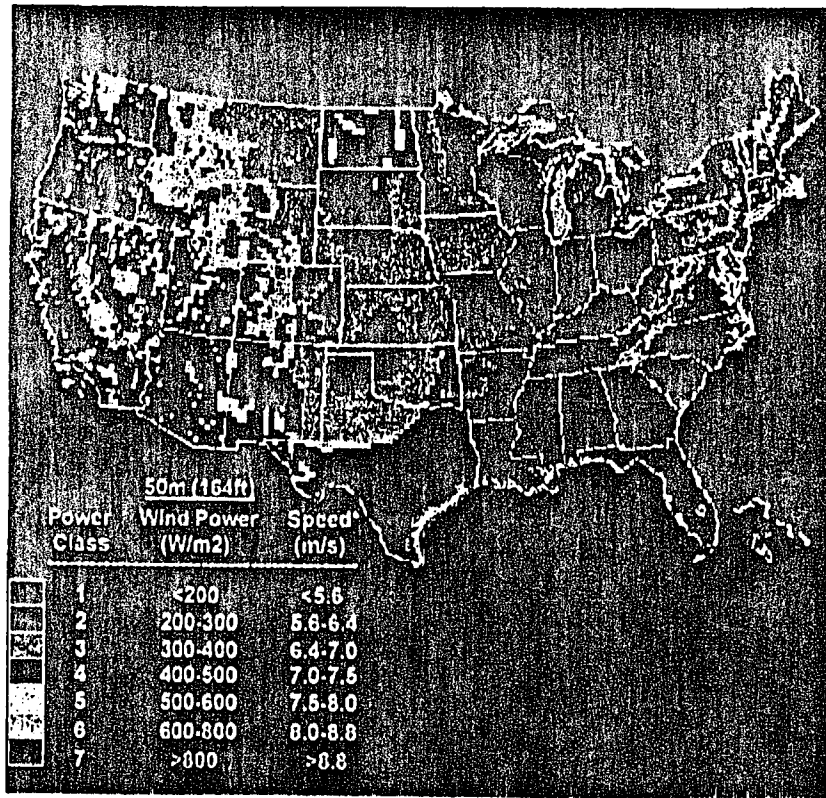 50m (164ft)
Power Wind Power Speed*
Class (W/m2) (m/s)
1 <200 <5.6
2 200-300 5.6-6.4
3 300-400 6.4-7.0
4 400-500 7.0-7.5
5 500-600 7.5-8.0
6 600-800 8.0-8.8
7 >800 >8.8